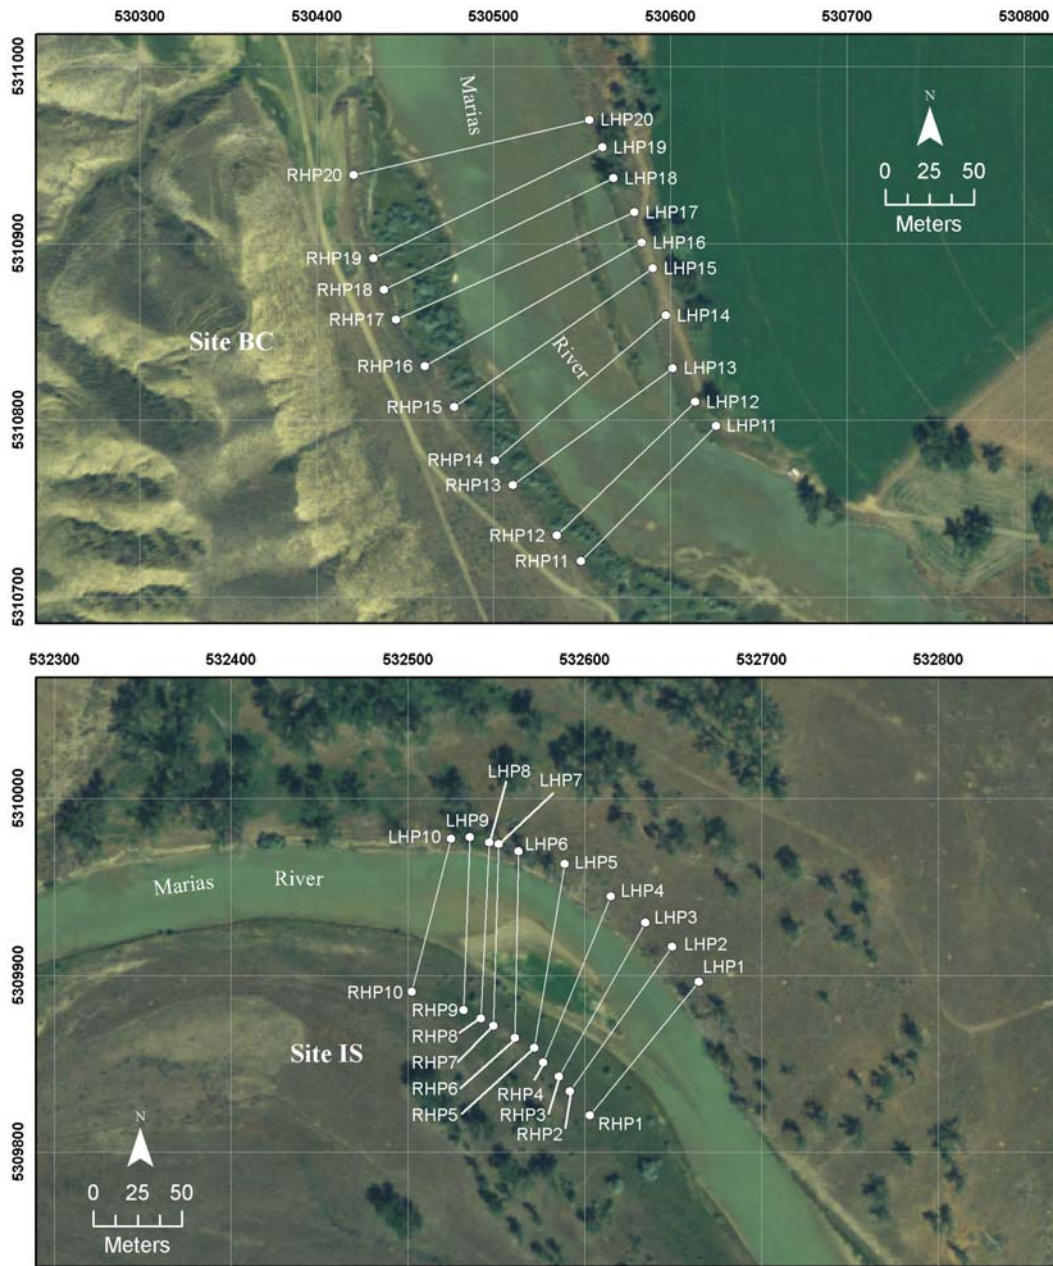 530300
530400
530500
530600
530700
530800
5311000
5310900
5310800
5310700
Marias
River
N
0 25 50
Meters
LHP20
LHP19
LHP18
LHP17
LHP16
LHP15
LHP14
LHP13
LHP12
LHP11
RHP20
RHP19
RHP18
RHP17
RHP16
RHP15
RHP14
RHP13
RHP12
RHP11
Site BC
532300
532400
532500
532600
532700
532800
5310000
5309900
5309800
LHP8
LHP7
LHP9
LHP10
LHP6
LHP5
LHP4
LHP3
LHP2
LHP1
Marias River
RHP10
RHP9
RHP8
RHP7
RHP6
RHP5
RHP4
RHP3
RHP2
RHP1
Site IS
N
0 25 50
Meters